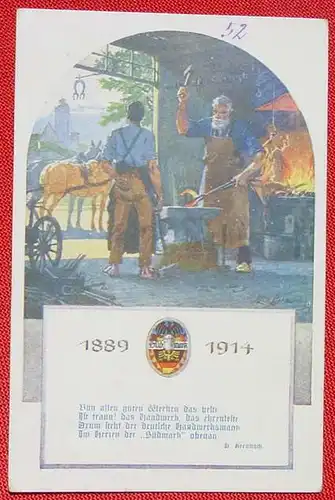 52
1889 1914
Südmark
Von allen guten Werken das beste
Ist traun! das Handwerk, das ehrenfeste
Drum steht der deutsche Handwerksmann
Im Herzen der „Südmark“ obenan